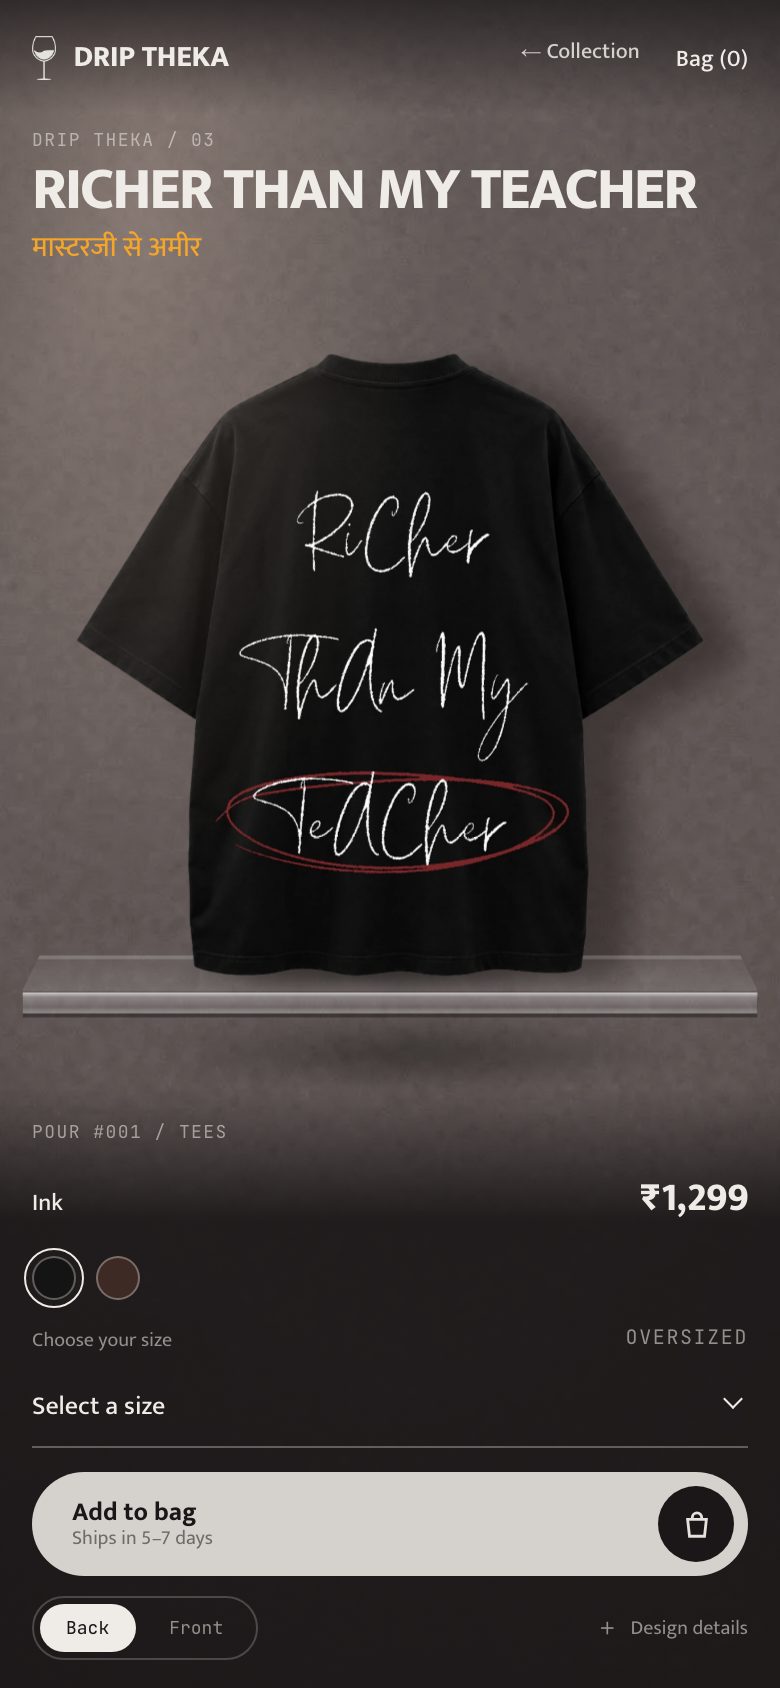 DRIP THEKA
← Collection
Bag (0)
DRIP THEKA / 03
RICHER THAN MY TEACHER
मास्टरजी से अमीर
RiCher
ThAn My
TeACher
POUR #001 / TEES
Ink
₹1,299
Choose your size
OVERSIZED
Select a size
Add to bag
Ships in 5–7 days
Back
Front
+ Design details